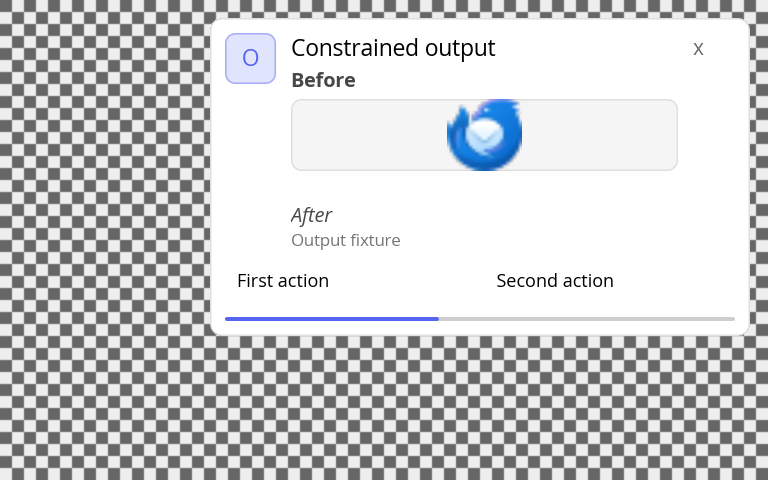 O
Constrained output
x
Before
After
Output fixture
First action
Second action